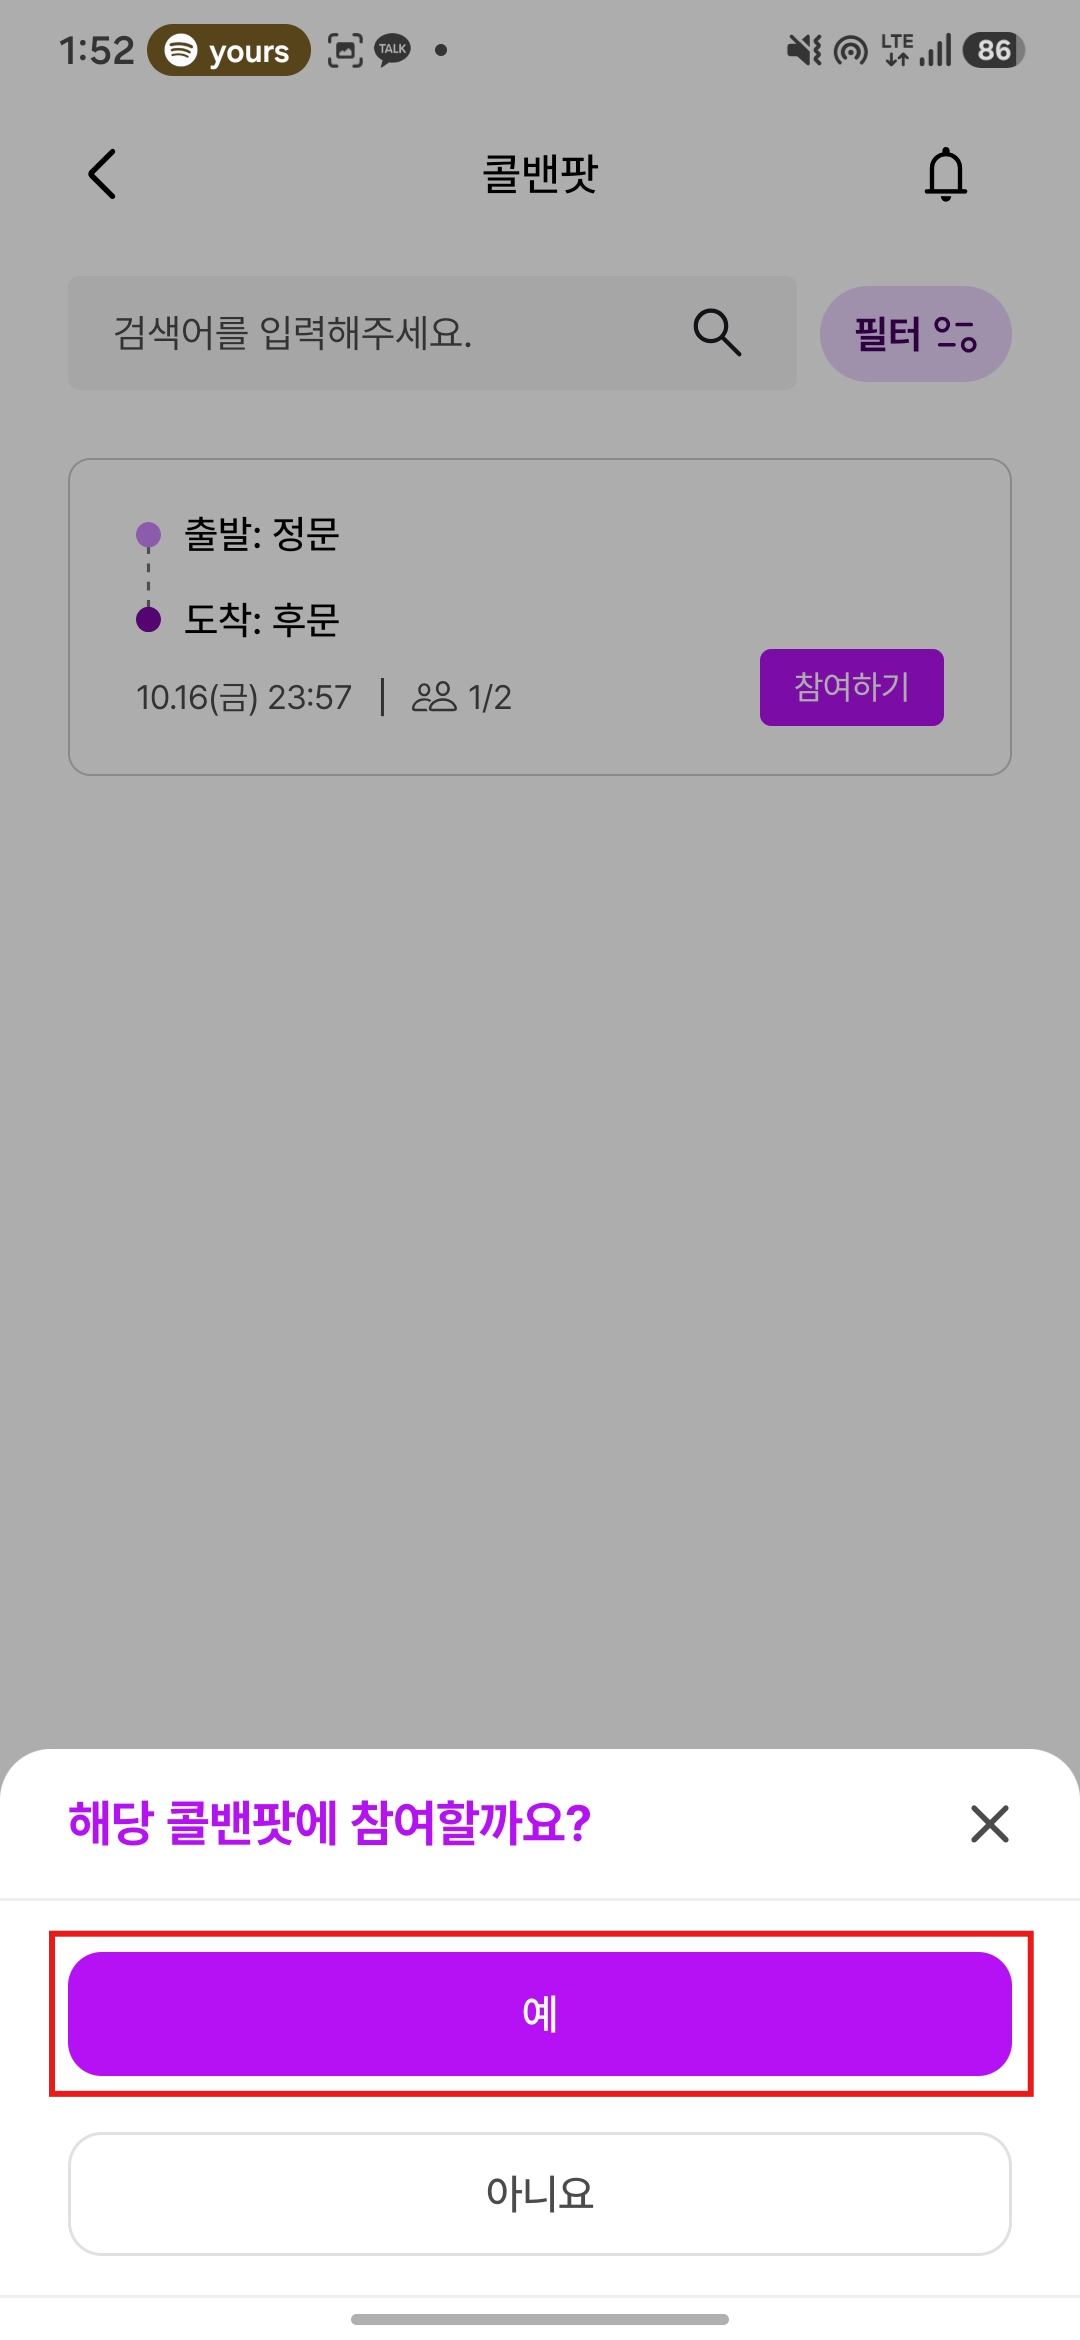 1:52 yours TALK LTE 86
콜밴팟
검색어를 입력해주세요.
필터
출발: 정문
도착: 후문
10.16(금) 23:57 | 1/2
참여하기
해당 콜밴팟에 참여할까요?
예
아니요